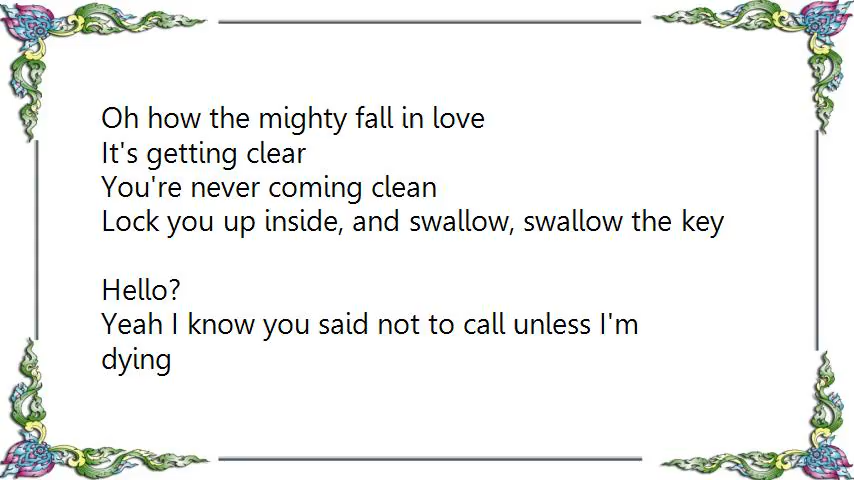 Oh how the mighty fall in love
It's getting clear
You're never coming clean
Lock you up inside, and swallow, swallow the key
Hello?
Yeah I know you said not to call unless I'm
dying